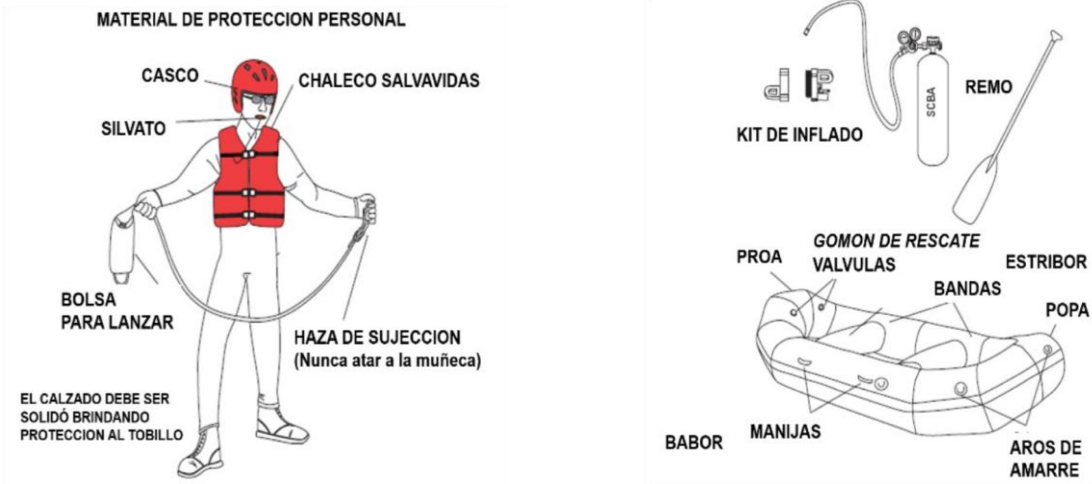 MATERIAL DE PROTECCION PERSONAL
CASCO
CHALECO SALVAVIDAS
SILVATO
BOLSA
PARA LANZAR
HAZA DE SUJECCION
(Nunca atar a la muñeca)
EL CALZADO DEBE SER
SOLIDÓ BRINDANDO
PROTECCION AL TOBILLO
SCBA
REMO
KIT DE INFLADO
GOMON DE RESCATE
PROA
VALVULAS
ESTRIBOR
BANDAS
POPA
BABOR
MANIJAS
AROS DE
AMARRE